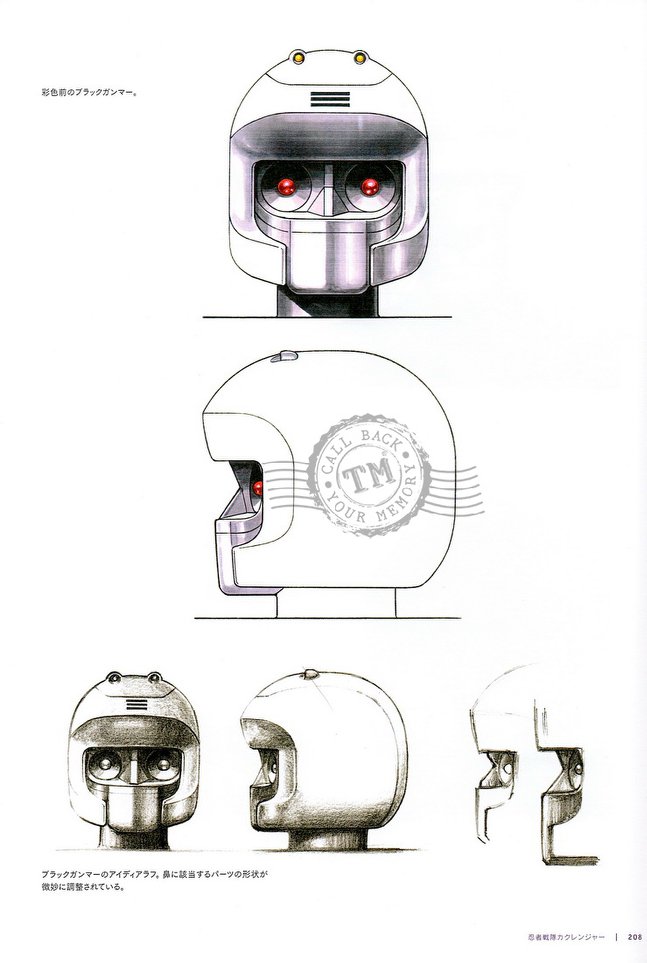 彩色前のブラックガンマー。
CALL BACK
TM
YOUR MEMORY
ブラックガンマーのアイディアラフ。鼻に該当するパーツの形状が
微妙に調整されている。
忍者戦隊カクレンジャー | 208